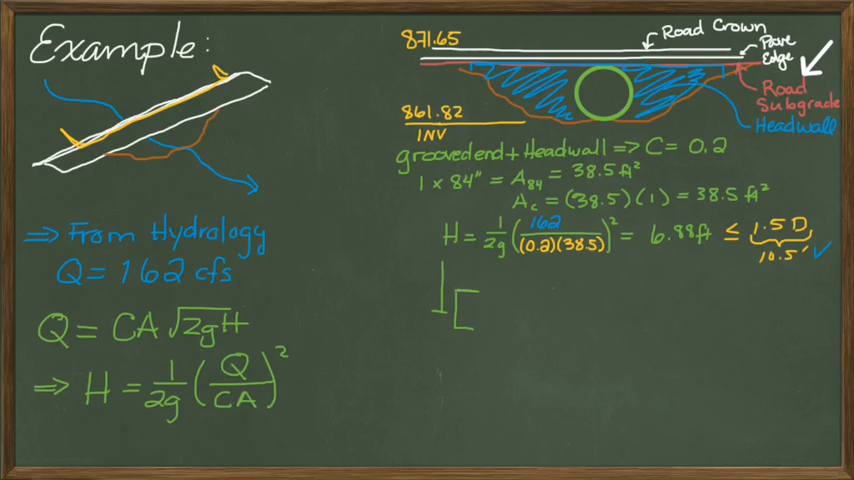 Example:
⇒ From Hydrology
Q = 162 cfs
Q = CA √2gH
⇒ H = 1/2g (Q/CA)²
871.65
Road Crown
Pave Edge
Road Subgrade
Headwall
861.82
INV
grooved end + Headwall ⇒ C = 0.2
1 x 84" = A84 = 38.5 ft²
Ac = (38.5)(1) = 38.5 ft²
H = 1/2g (162/(0.2)(38.5))² = 6.88 ft ≤ 1.5 D
10.5' ✓